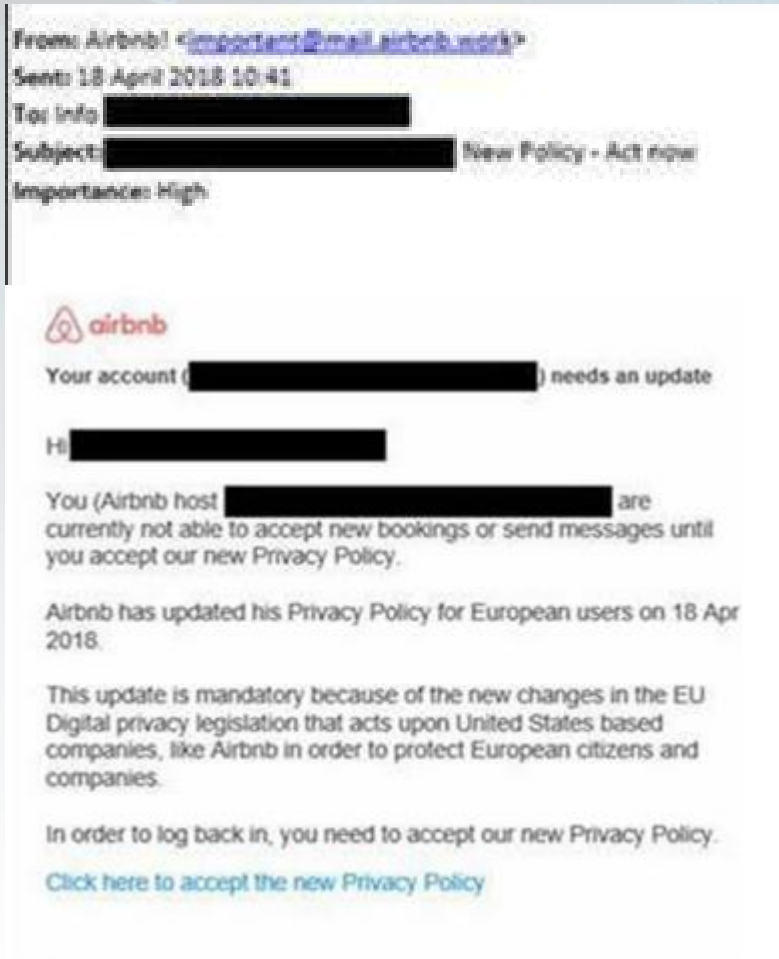 From: Airbnb! <important@mail.airbnb.work>
Sent: 18 April 2018 10:41
To: Info
Subject: New Policy - Act now
Importance: High
airbnb
Your account ( ) needs an update
Hi
You (Airbnb host are
currently not able to accept new bookings or send messages until
you accept our new Privacy Policy.
Airbnb has updated his Privacy Policy for European users on 18 Apr
2018.
This update is mandatory because of the new changes in the EU
Digital privacy legislation that acts upon United States based
companies, like Airbnb in order to protect European citizens and
companies.
In order to log back in, you need to accept our new Privacy Policy.
Click here to accept the new Privacy Policy